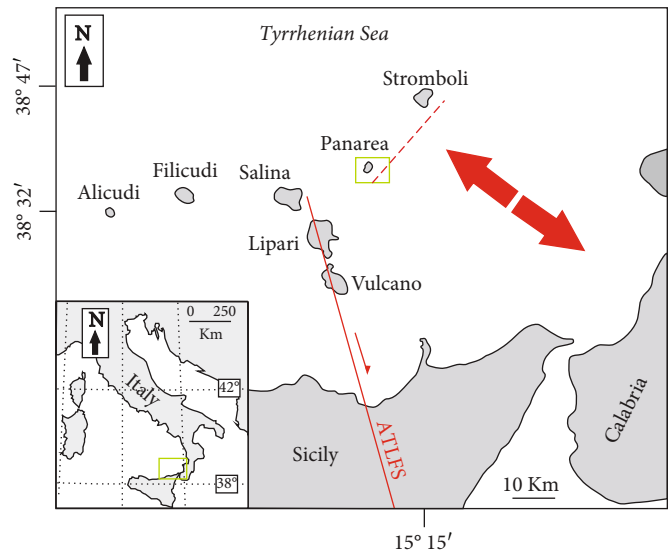 N
Tyrrhenian Sea
38° 47′
Stromboli
Panarea
Filicudi
Salina
Alicudi
38° 32′
Lipari
Vulcano
N
0 250
Km
Italy
42°
38°
Sicily
ATLFS
Calabria
10 Km
15° 15′